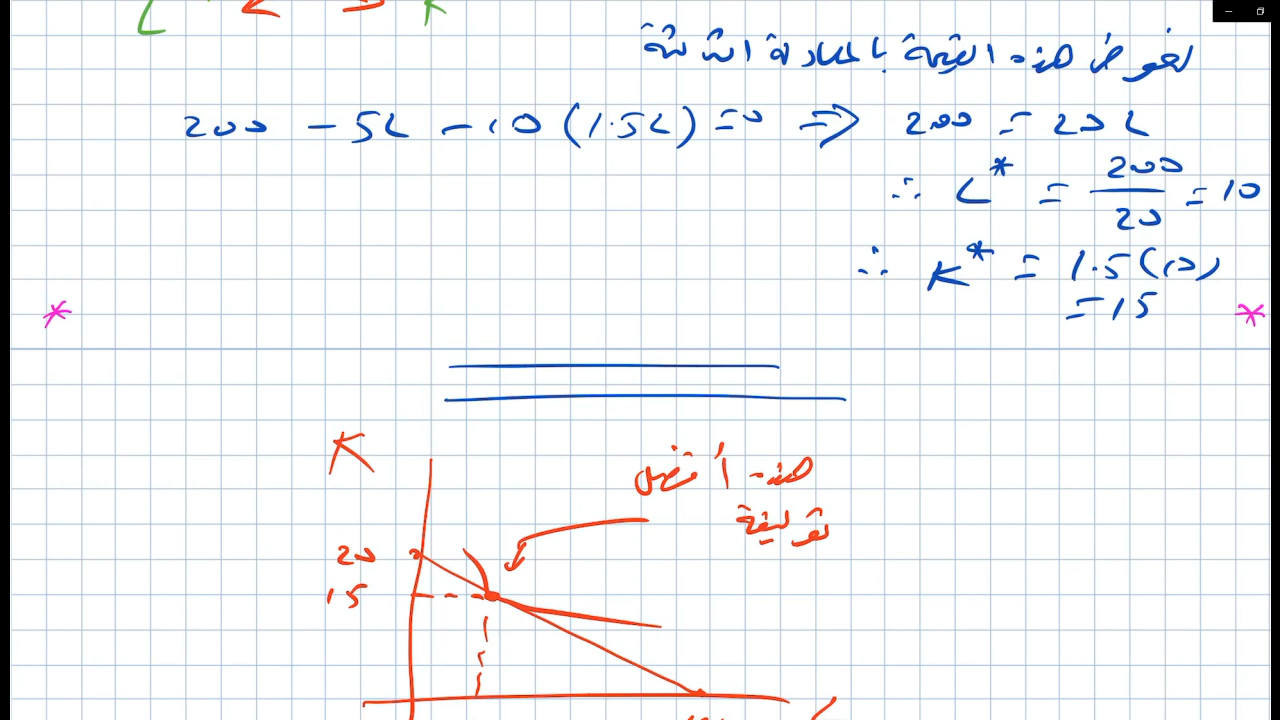 L K
نعوض هذه القيمة بالمعادلة الثالثة
200 - 5L - 10 (1.5L) = 0 ⇒ 200 = 20L
∴ L* = 200/20 = 10
∴ K* = 1.5(10)
= 15
* *
K
هذه أفضل
توليفة
20
15
L